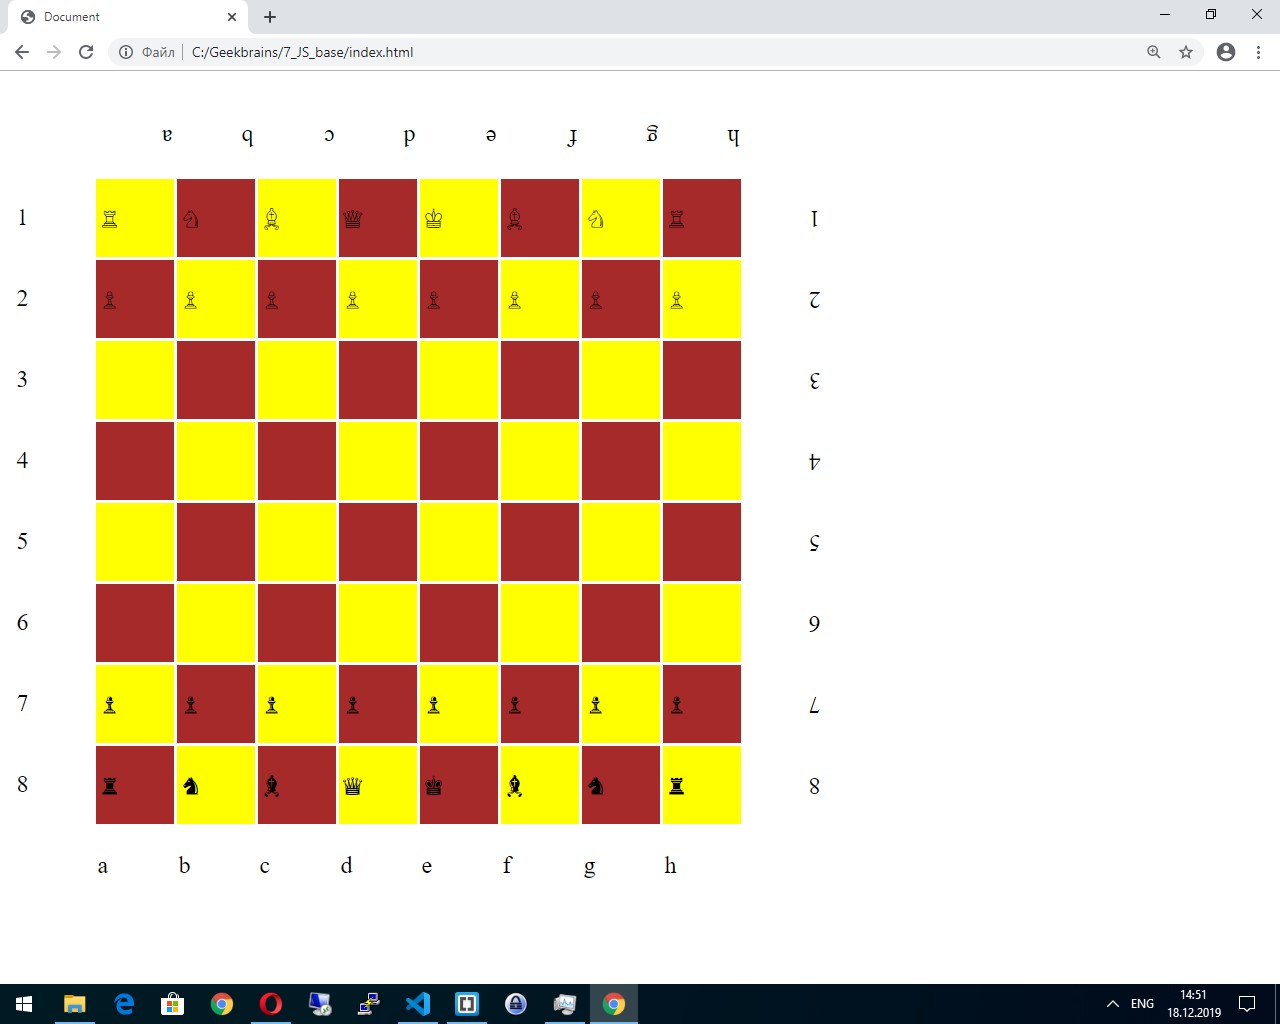 Document
Файл C:/Geekbrains/7_JS_base/index.html
a b c d e f g h
1 ♖ ♘ ♗ ♕ ♔ ♗ ♘ ♖ 1
2 ♙ ♙ ♙ ♙ ♙ ♙ ♙ ♙ 2
3 3
4 4
5 5
6 6
7 ♟ ♟ ♟ ♟ ♟ ♟ ♟ ♟ 7
8 ♜ ♞ ♝ ♕ ♚ ♝ ♞ ♜ 8
a b c d e f g h
ENG 14:51
18.12.2019